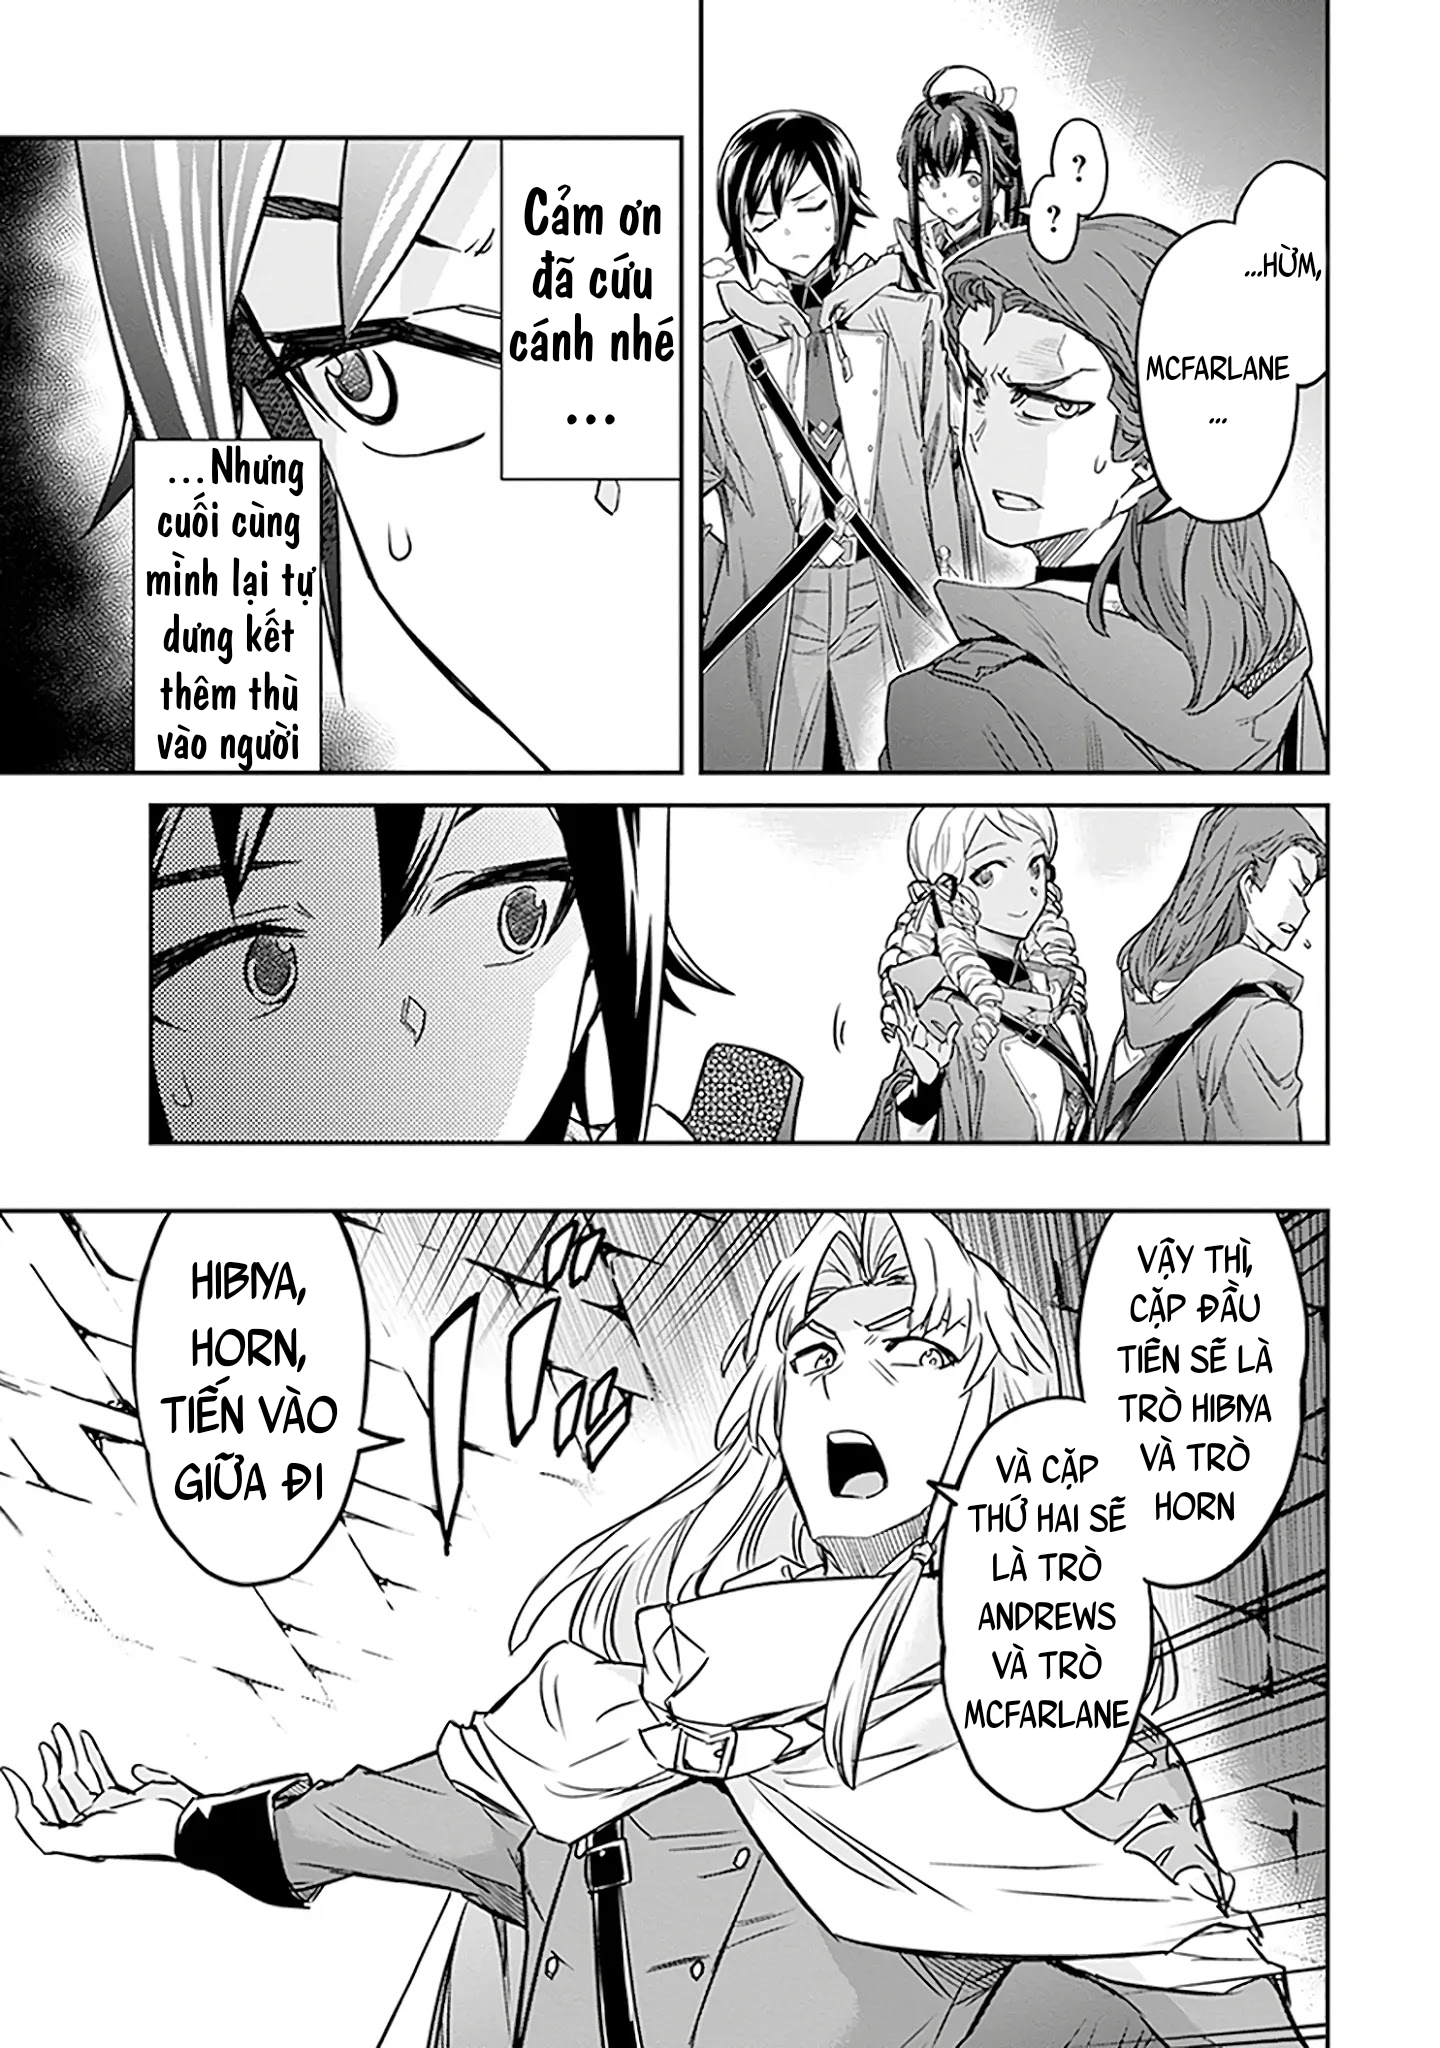 ...HỪM,
MCFARLANE
...
?
?
Cảm ơn
đã cứu
cánh nhé
...
...Nhưng
cuối cùng
mình lại tự
dưng kết
thêm thù
vào người
VẬY THÌ,
CẶP ĐẦU
TIÊN SẼ LÀ
TRÒ HIBIYA
VÀ TRÒ
HORN
VÀ CẶP
THỨ HAI SẼ
LÀ TRÒ
ANDREWS
VÀ TRÒ
MCFARLANE
HIBIYA,
HORN,
TIẾN VÀO
GIỮA ĐI